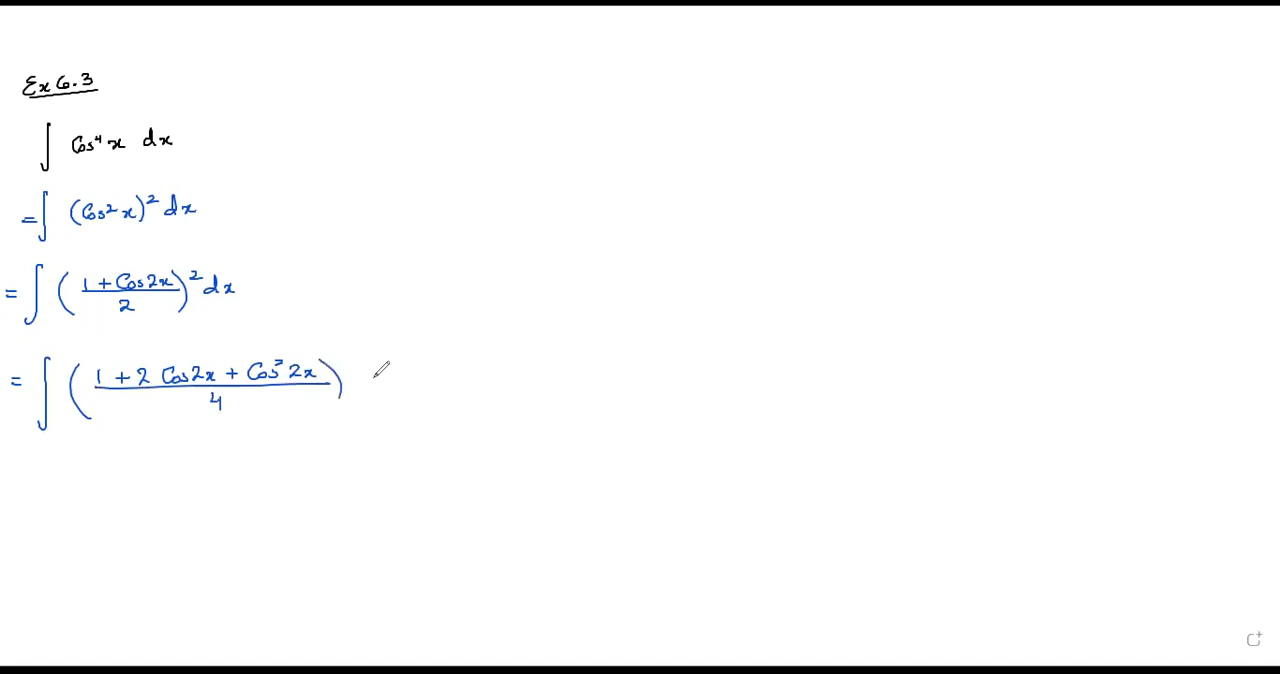 Ex 6.3
∫ Cos⁴x dx
= ∫ (Cos²x)² dx
= ∫ ((1 + Cos2x)/2)² dx
= ∫ ((1 + 2 Cos2x + Cos²2x)/4)